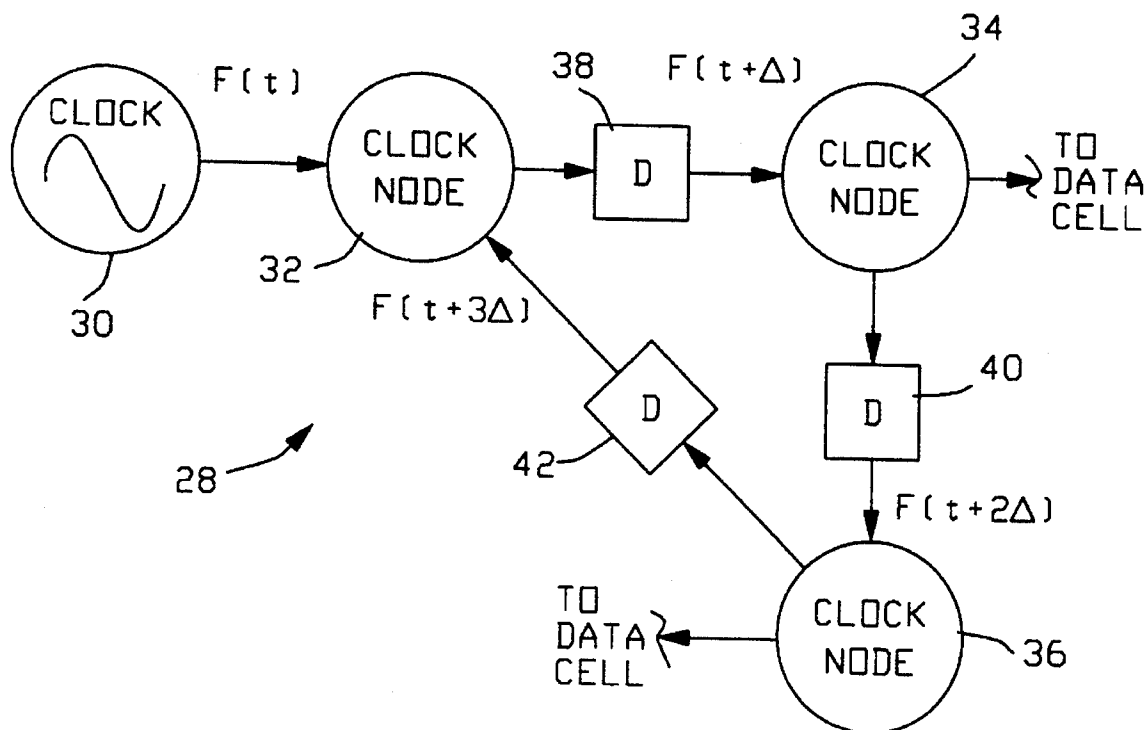 34
F(t)
38
F(t+Δ)
CLOCK
CLOCK
NODE
D
CLOCK
NODE
TO
DATA
CELL
32
30
F(t+3Δ)
40
D
D
42
28
F(t+2Δ)
TO
DATA
CELL
CLOCK
NODE
36